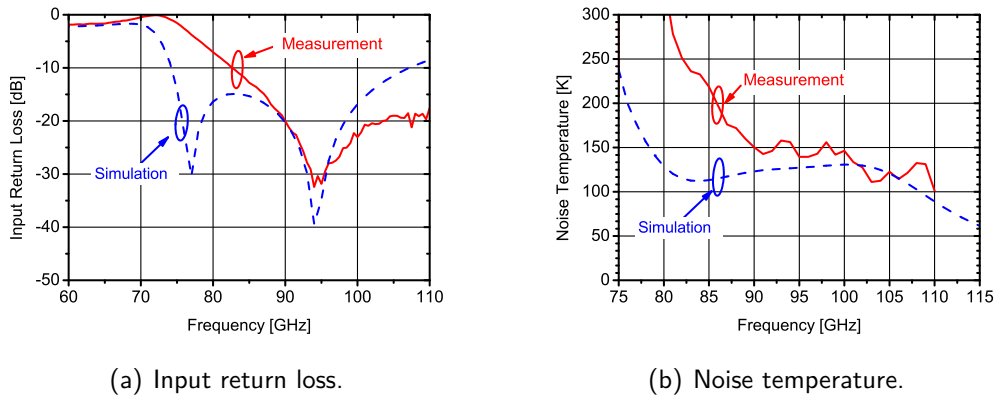 0
-10
-20
-30
-40
-50
60 70 80 90 100 110
Input Return Loss [dB]
Frequency [GHz]
Measurement
Simulation
(a) Input return loss.
300
250
200
150
100
50
0
75 80 85 90 95 100 105 110 115
Noise Temperature [K]
Frequency [GHz]
Measurement
Simulation
(b) Noise temperature.